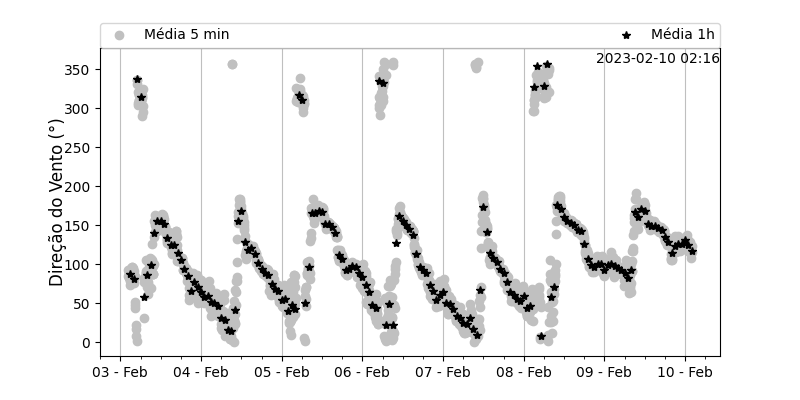 Média 5 min
Média 1h
2023-02-10 02:16
Direção do Vento (°)
350
300
250
200
150
100
50
0
03 - Feb
04 - Feb
05 - Feb
06 - Feb
07 - Feb
08 - Feb
09 - Feb
10 - Feb